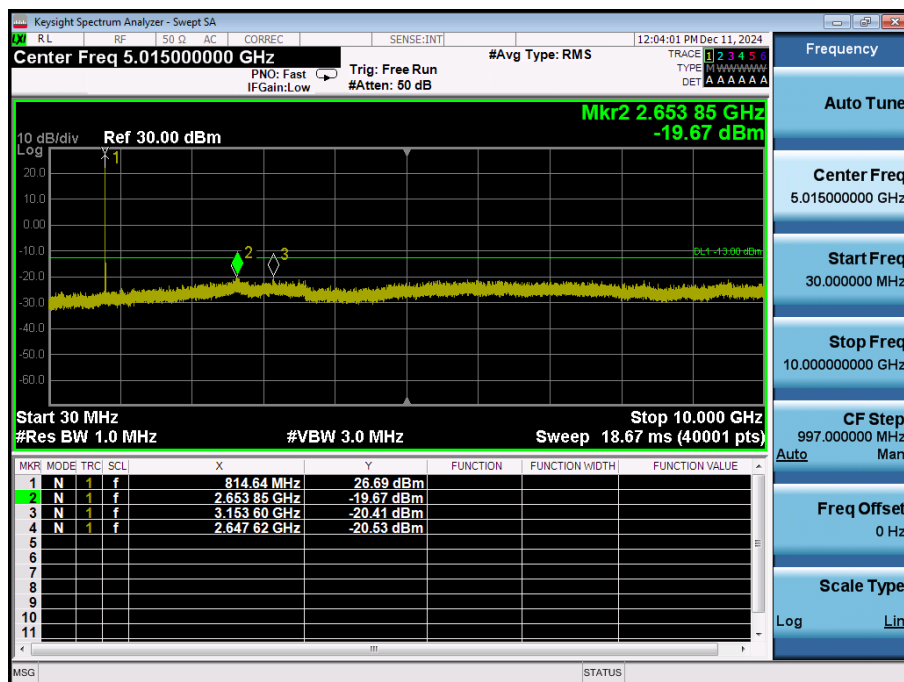 Keysight Spectrum Analyzer - Swept SA
LXI RL RF 50 Ω AC CORREC SENSE:INT 12:04:01 PM Dec 11, 2024
Center Freq 5.015000000 GHz #Avg Type: RMS TRACE 1 2 3 4 5 6
PNO: Fast Trig: Free Run TYPE MWWWWW
IFGain:Low #Atten: 50 dB DET A A A A A A
Mkr2 2.653 85 GHz
-19.67 dBm
10 dB/div Ref 30.00 dBm
Log
1
20.0
10.0
0.00
-10.0
2 3
DL1 -13.00 dBm
-20.0
-30.0
-40.0
-50.0
-60.0
Start 30 MHz Stop 10.000 GHz
#Res BW 1.0 MHz #VBW 3.0 MHz Sweep 18.67 ms (40001 pts)
MKR MODE TRC SCL X Y FUNCTION FUNCTION WIDTH FUNCTION VALUE
1 N 1 f 814.64 MHz 26.69 dBm
2 N 1 f 2.653 85 GHz -19.67 dBm
3 N 1 f 3.153 60 GHz -20.41 dBm
4 N 1 f 2.647 62 GHz -20.53 dBm
5
6
7
8
9
10
11
MSG STATUS
Frequency
Auto Tune
Center Freq
5.015000000 GHz
Start Freq
30.000000 MHz
Stop Freq
10.000000000 GHz
CF Step
997.000000 MHz
Auto Man
Freq Offset
0 Hz
Scale Type
Log Lin